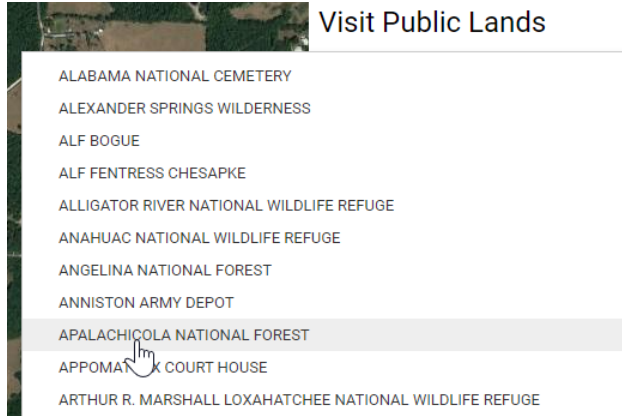 Visit Public Lands
ALABAMA NATIONAL CEMETERY
ALEXANDER SPRINGS WILDERNESS
ALF BOGUE
ALF FENTRESS CHESAPKE
ALLIGATOR RIVER NATIONAL WILDLIFE REFUGE
ANAHUAC NATIONAL WILDLIFE REFUGE
ANGELINA NATIONAL FOREST
ANNISTON ARMY DEPOT
APALACHICOLA NATIONAL FOREST
COURT HOUSE
ARTHUR R. MARSHALL LOXAHATCHEE NATIONAL WILDLIFE REFUGE